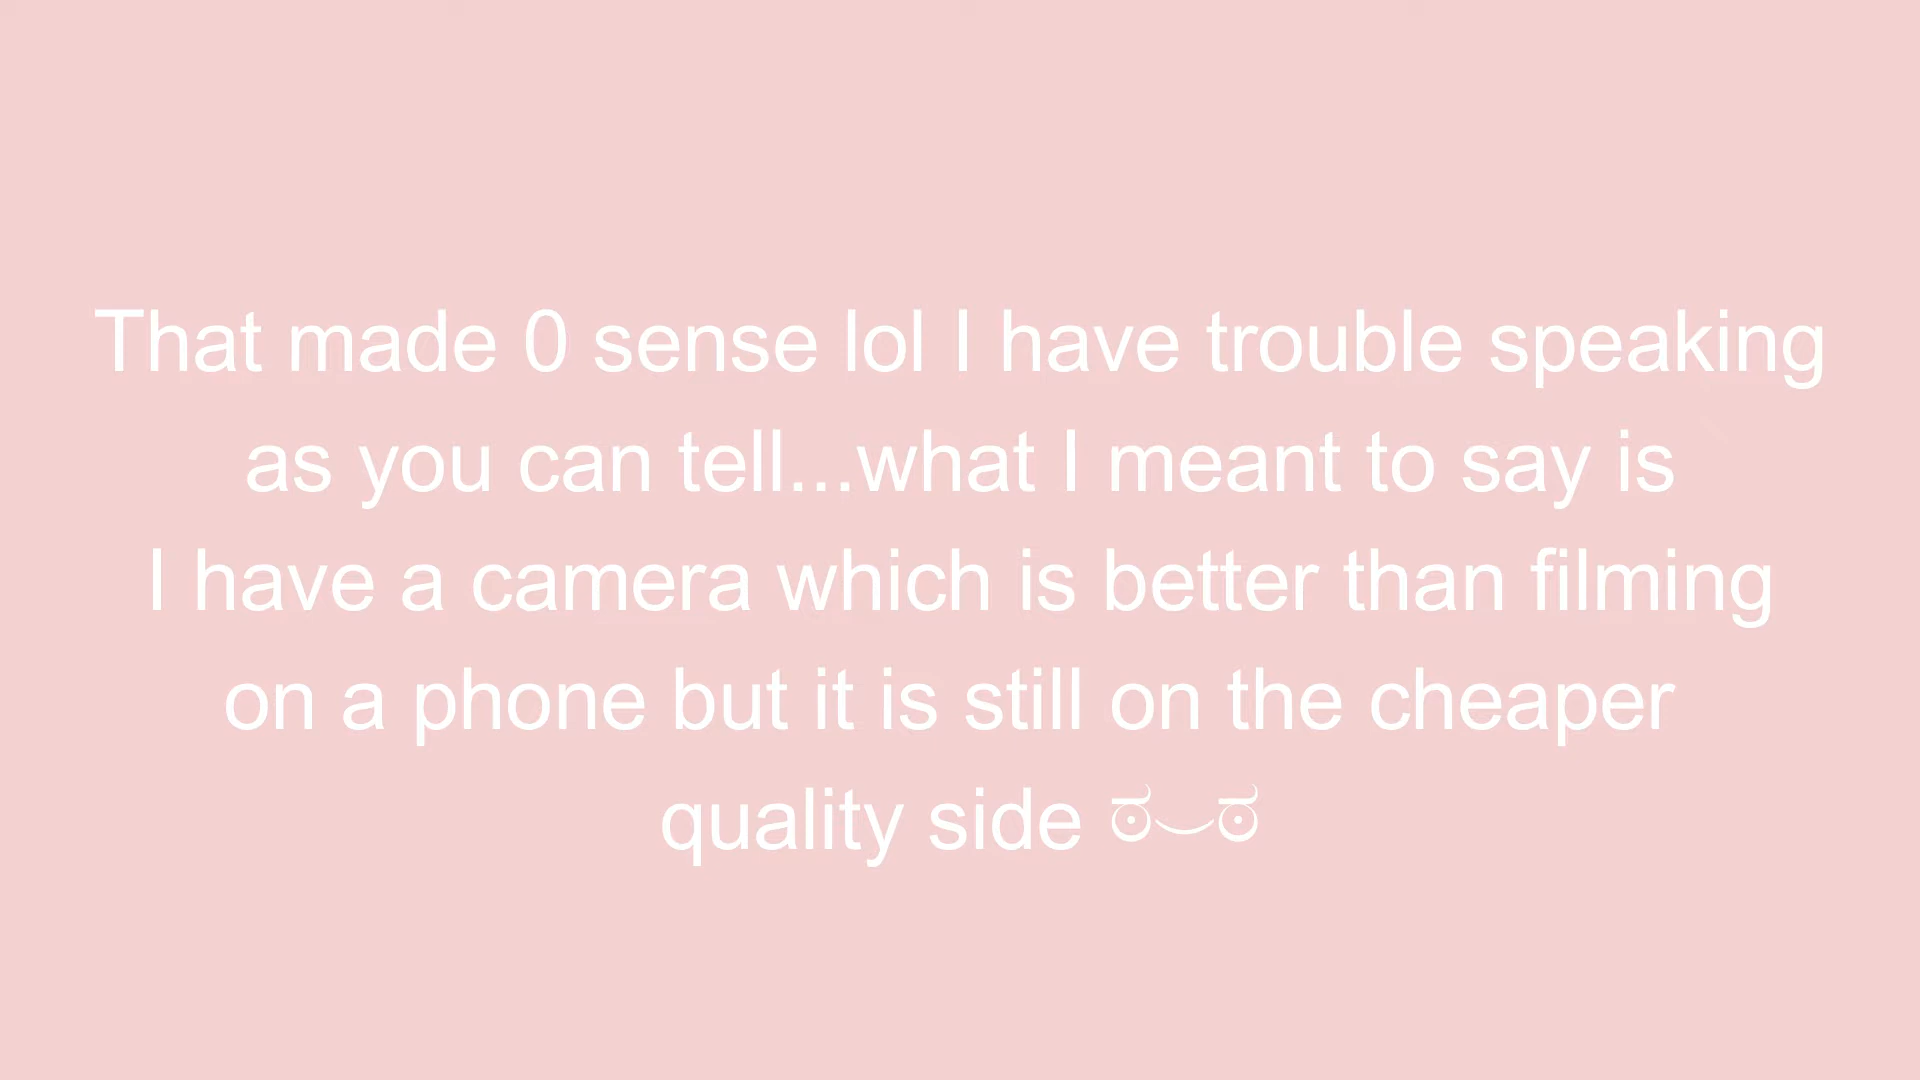 That made 0 sense lol I have trouble speaking
as you can tell...what I meant to say is
I have a camera which is better than filming
on a phone but it is still on the cheaper
quality side ಠ‿ಠ